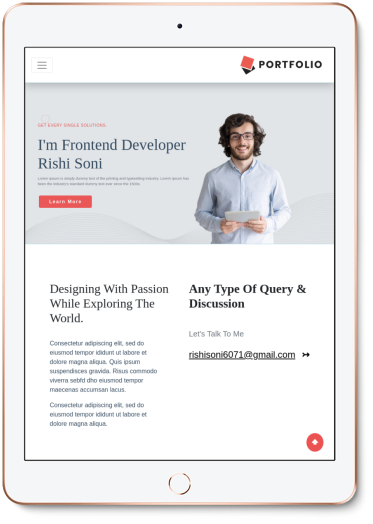 PORTFOLIO
GET EVERY SINGLE SOLUTIONS.
I'm Frontend Developer
Rishi Soni
Lorem Ipsum is simply dummy text of the printing and typesetting industry. Lorem Ipsum has
been the industry's standard dummy text ever since the 1500s.
Learn More
Designing With Passion
While Exploring The
World.
Consectetur adipiscing elit, sed do
eiusmod tempor ididunt ut labore et
dolore magna aliqua. Quis ipsum
suspendisces gravida. Risus commodo
viverra sebfd dho eiusmod tempor
maecenas accumsan lacus.
Consectetur adipiscing elit, sed do
eiusmod tempor ididunt ut labore et
dolore magna aliqua.
Any Type Of Query &
Discussion
Let's Talk To Me
rishisoni6071@gmail.com